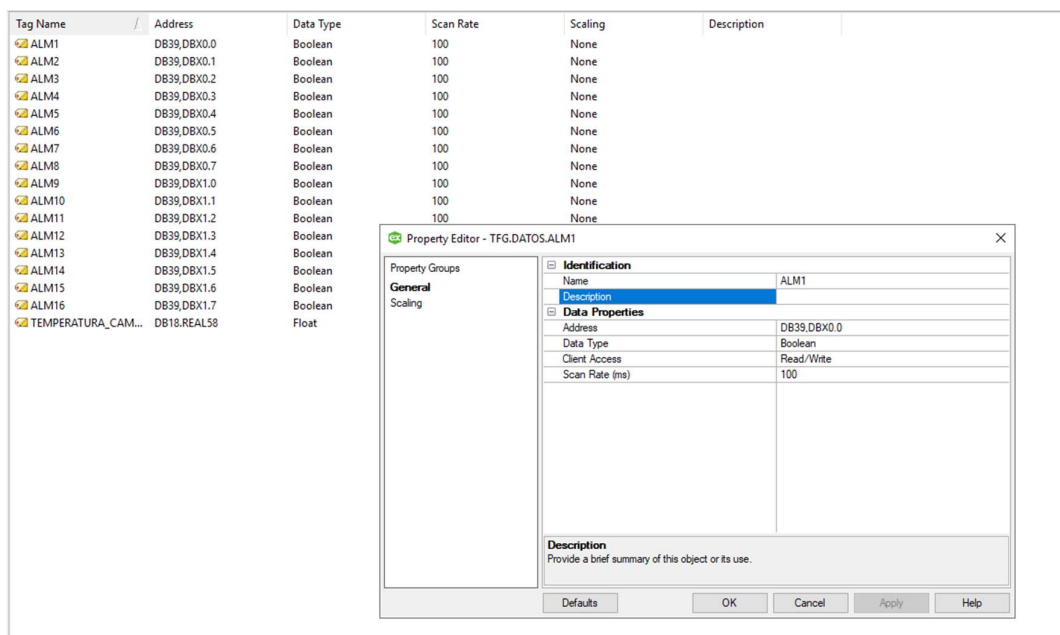 Tag Name Address Data Type Scan Rate Scaling Description
ALM1 DB39,DBX0.0 Boolean 100 None
ALM2 DB39,DBX0.1 Boolean 100 None
ALM3 DB39,DBX0.2 Boolean 100 None
ALM4 DB39,DBX0.3 Boolean 100 None
ALM5 DB39,DBX0.4 Boolean 100 None
ALM6 DB39,DBX0.5 Boolean 100 None
ALM7 DB39,DBX0.6 Boolean 100 None
ALM8 DB39,DBX0.7 Boolean 100 None
ALM9 DB39,DBX1.0 Boolean 100 None
ALM10 DB39,DBX1.1 Boolean 100 None
ALM11 DB39,DBX1.2 Boolean 100 None
ALM12 DB39,DBX1.3 Boolean
ALM13 DB39,DBX1.4 Boolean
ALM14 DB39,DBX1.5 Boolean
ALM15 DB39,DBX1.6 Boolean
ALM16 DB39,DBX1.7 Boolean
TEMPERATURA_CAM... DB18.REAL58 Float
Property Editor - TFG.DATOS.ALM1
Property Groups
General
Scaling
Identification
Name ALM1
Description
Data Properties
Address DB39,DBX0.0
Data Type Boolean
Client Access Read/Write
Scan Rate (ms) 100
Description
Provide a brief summary of this object or its use.
Defaults OK Cancel Apply Help